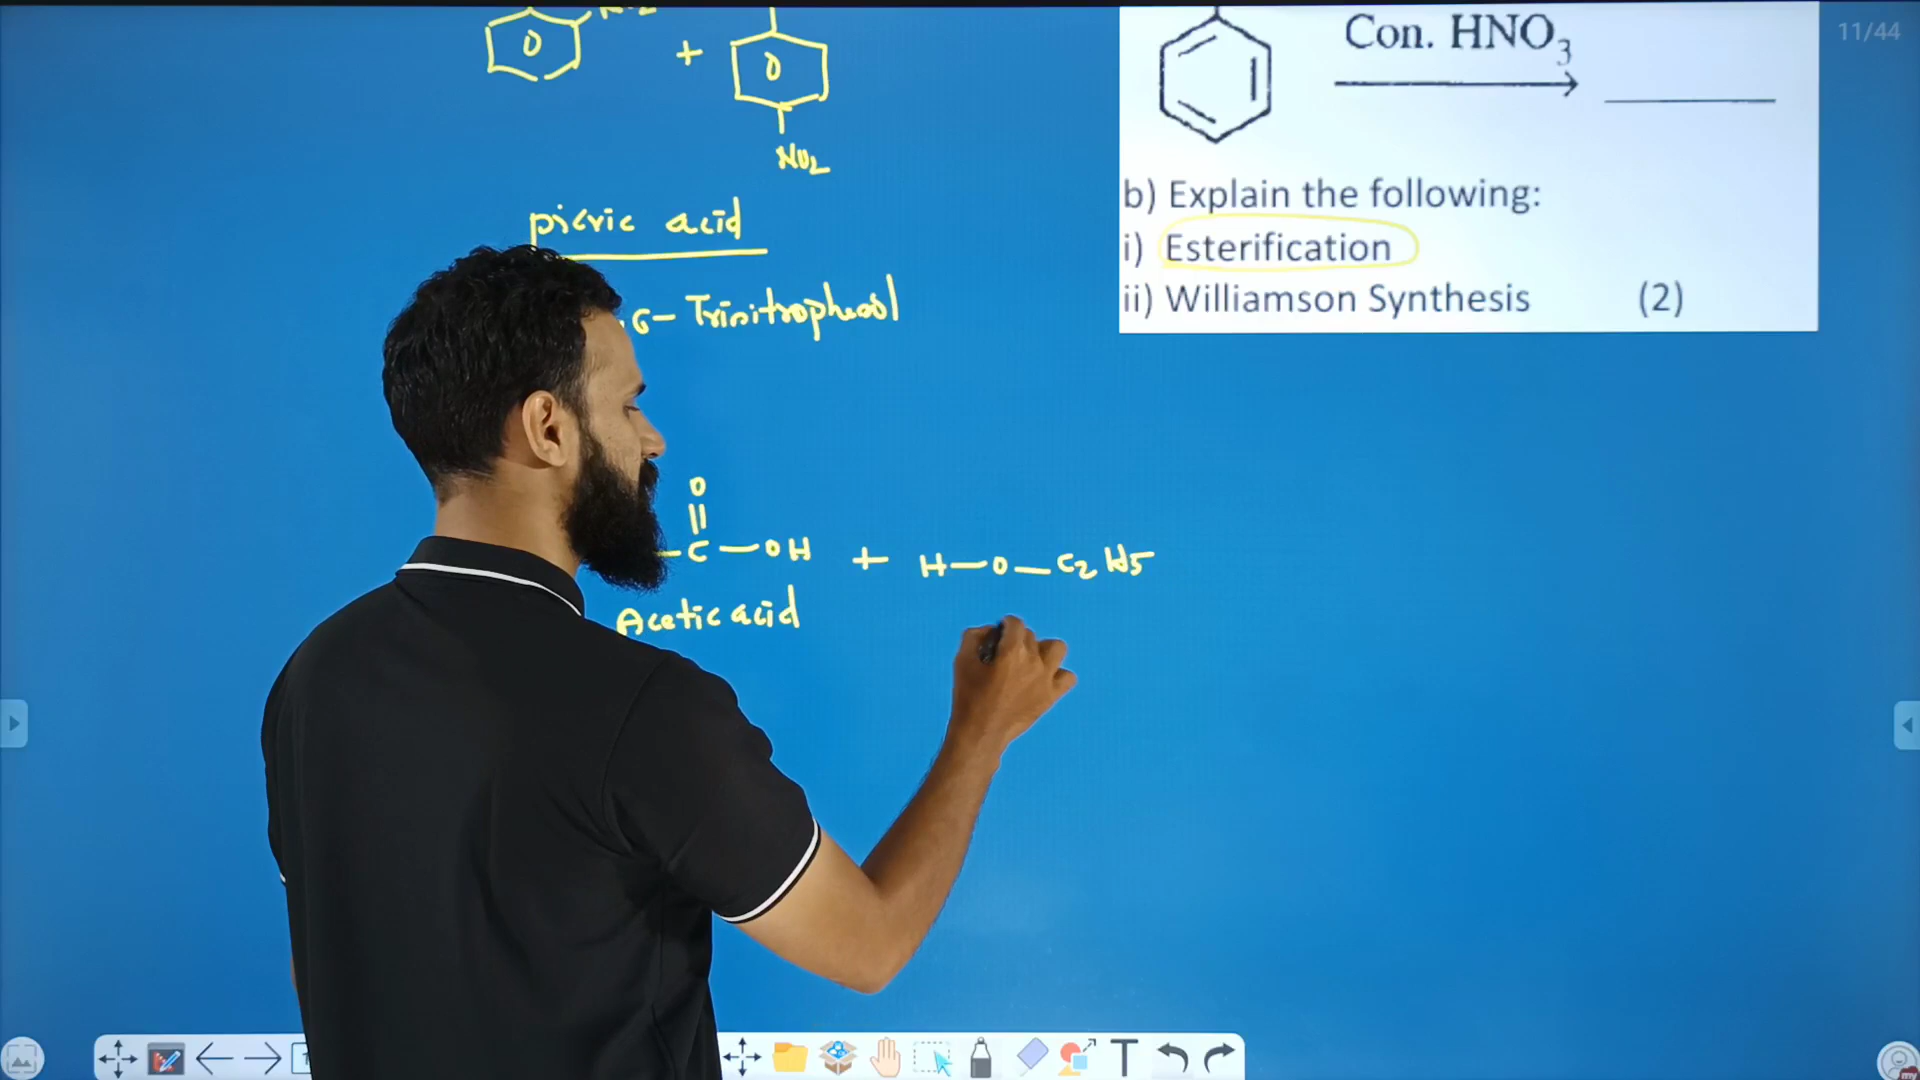 11/44
NO2
+
O
O
NO2
Con. HNO3
b) Explain the following:
i) Esterification
ii) Williamson Synthesis (2)
picric acid
,6-Trinitrophenol
O
-C-OH + H-O-C2H5
Acetic acid
T